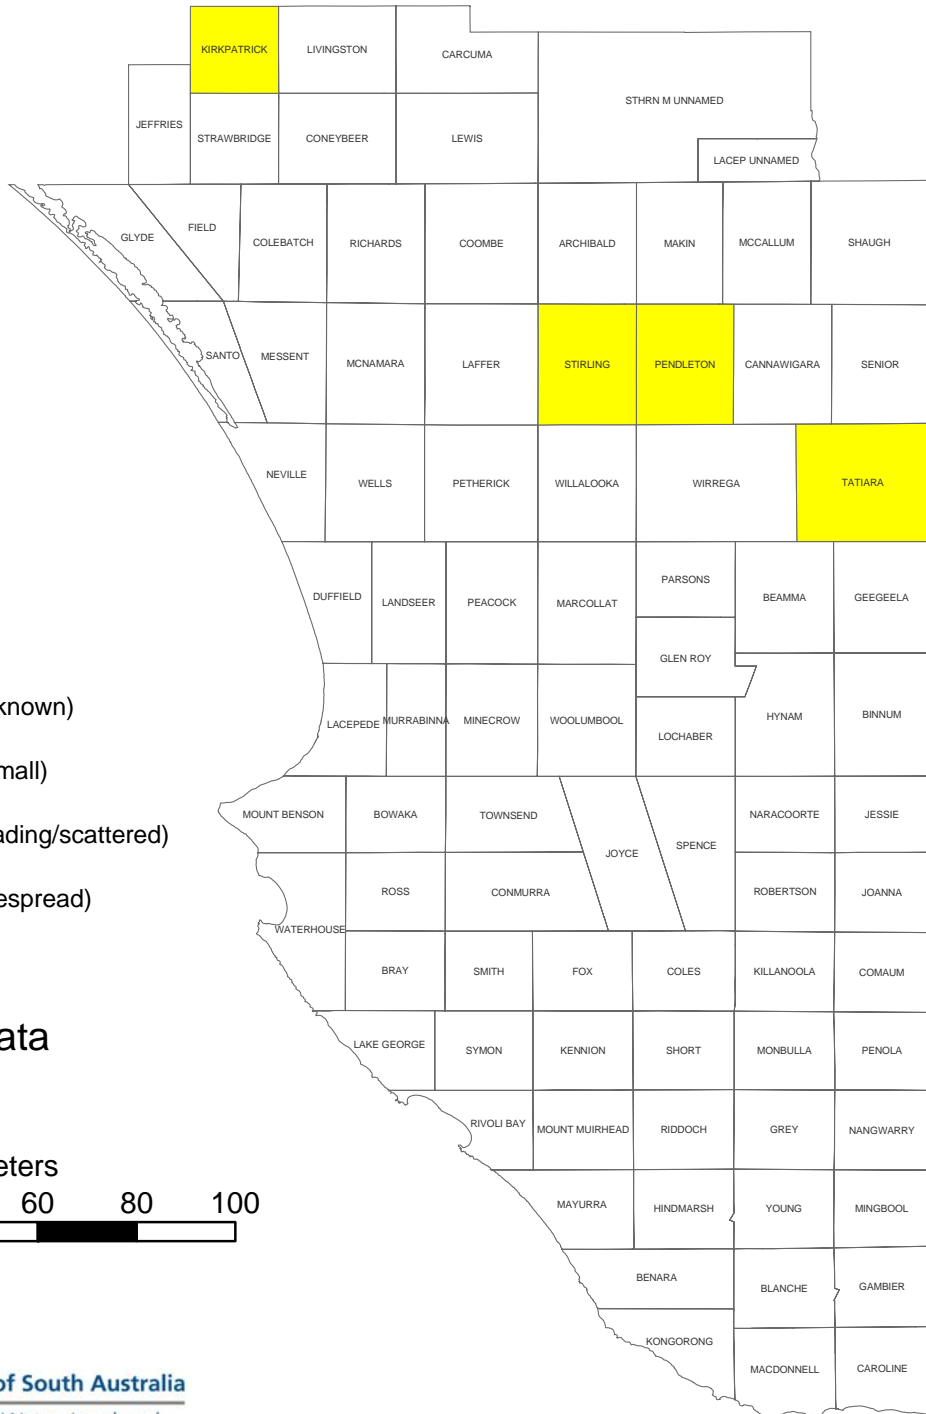 KIRKPATRICK LIVINGSTON CARCUMA
STHRN M UNNAMED
JEFFRIES STRAWBRIDGE CONEYBEER LEWIS
LACEP UNNAMED
GLYDE FIELD COLEBATCH RICHARDS COOMBE ARCHIBALD MAKIN MCCALLUM SHAUGH
SANTO MESSENT MCNAMARA LAFFER STIRLING PENDLETON CANNAWIGARA SENIOR
NEVILLE WELLS PETHERICK WILLALOOKA WIRREGA TATIARA
PARSONS
DUFFIELD LANDSEER PEACOCK MARCOLLAT BEAMMA GEEGEELA
GLEN ROY
known)
LACEPEDE MURRABINNA MINECROW WOOLUMBOOL LOCHABER HYNAM BINNUM
mall)
MOUNT BENSON BOWAKA TOWNSEND JOYCE SPENCE NARACOORTE JESSIE
ading/scattered)
ROSS CONMURRA ROBERTSON JOANNA
espread)
WATERHOUSE
BRAY SMITH FOX COLES KILLANOOLA COMAUM
ata
LAKE GEORGE SYMON KENNION SHORT MONBULLA PENOLA
RIVOLI BAY MOUNT MUIRHEAD RIDDOCH GREY NANGWARRY
eters
60 80 100
MAYURRA HINDMARSH YOUNG MINGBOOL
BENARA BLANCHE GAMBIER
KONGORONG MACDONNELL CAROLINE
of South Australia